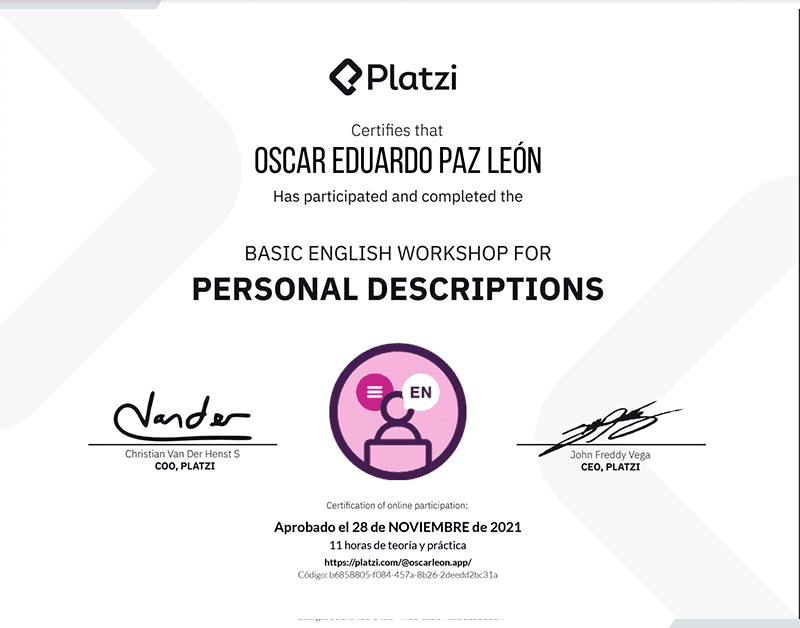 Platzi
Certifies that
OSCAR EDUARDO PAZ LEÓN
Has participated and completed the
BASIC ENGLISH WORKSHOP FOR
PERSONAL DESCRIPTIONS
EN
Vander
Christian Van Der Henst S
COO, PLATZI
John Freddy Vega
CEO, PLATZI
Certification of online participation:
Aprobado el 28 de NOVIEMBRE de 2021
11 horas de teoría y práctica
https://platzi.com/@oscarleon.app/
Código: b6858805-f084-457a-8b26-2deedd2bc31a